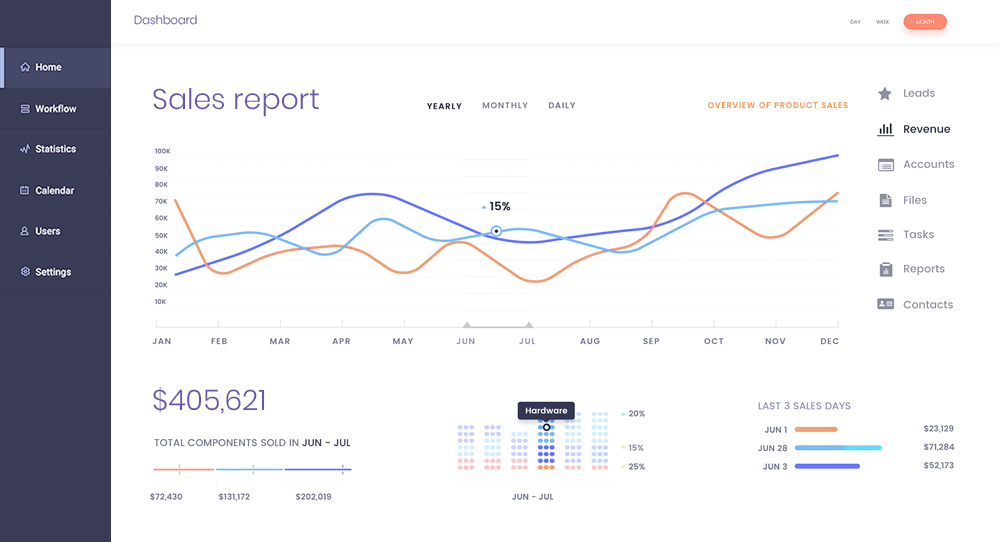 Dashboard
DAY WEEK MONTH
Home
Workflow
Statistics
Calendar
Users
Settings
Sales report
YEARLY MONTHLY DAILY
OVERVIEW OF PRODUCT SALES
100K
90K
80K
70K
60K
50K
40K
30K
20K
10K
15%
JAN FEB MAR APR MAY JUN JUL AUG SEP OCT NOV DEC
Leads
Revenue
Accounts
Files
Tasks
Reports
Contacts
$405,621
TOTAL COMPONENTS SOLD IN JUN - JUL
$72,430 $131,172 $202,019
Hardware
20%
15%
25%
JUN - JUL
LAST 3 SALES DAYS
JUN 1 $23,129
JUN 28 $71,284
JUN 3 $52,173